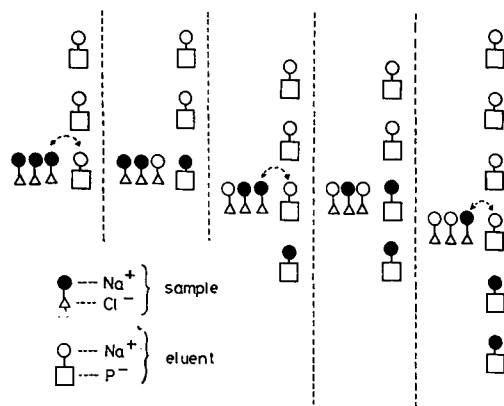 Na+
Cl-
sample
Na+
P-
eluent